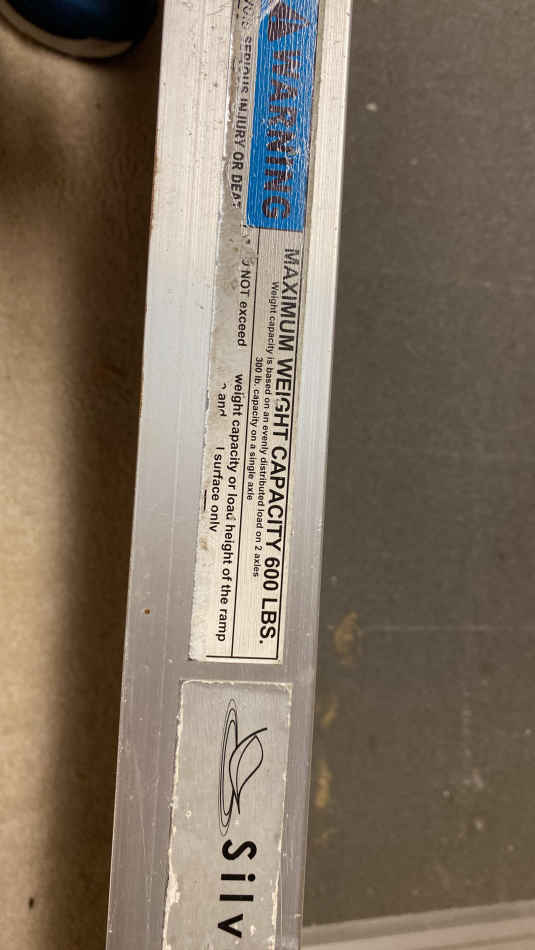 WARNING
SERIOUS INJURY OR
MAXIMUM WEIGHT CAPACITY 600 LBS.
Weight capacity is based on an evenly distributed load on 2 axles
300 lb. capacity on a single axle
NOT exceed weight capacity or load height of the ramp
and surface only
Silv